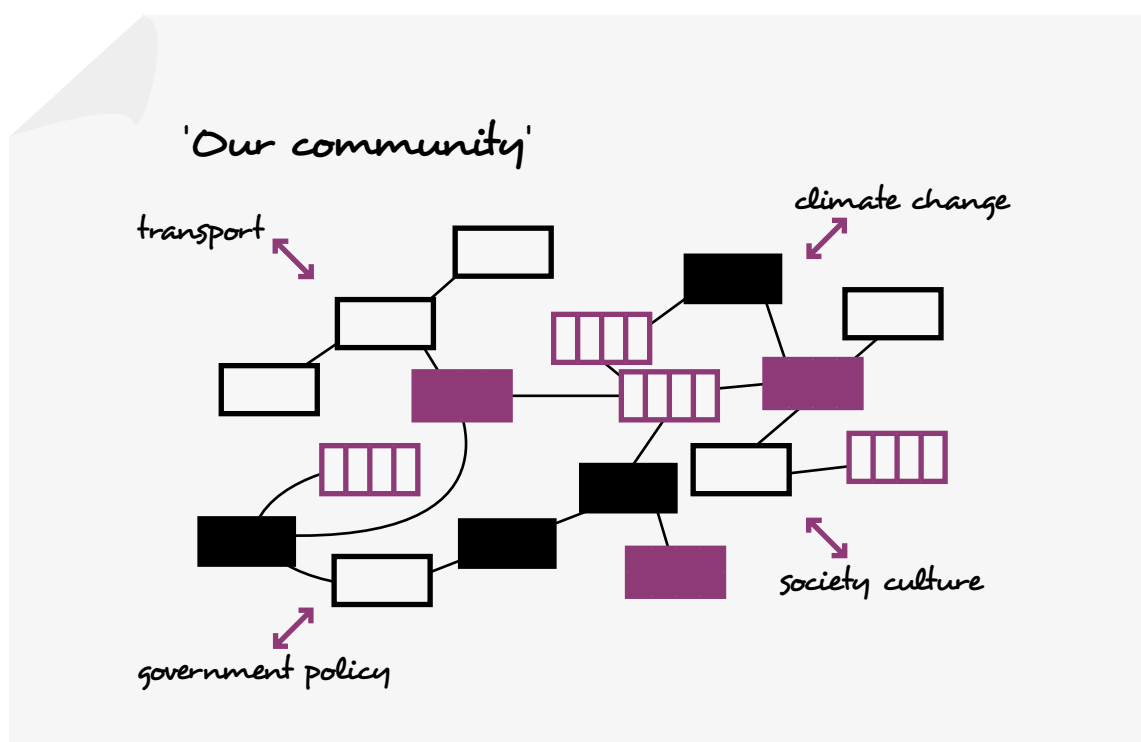 'Our community'
climate change
transport
society culture
government policy